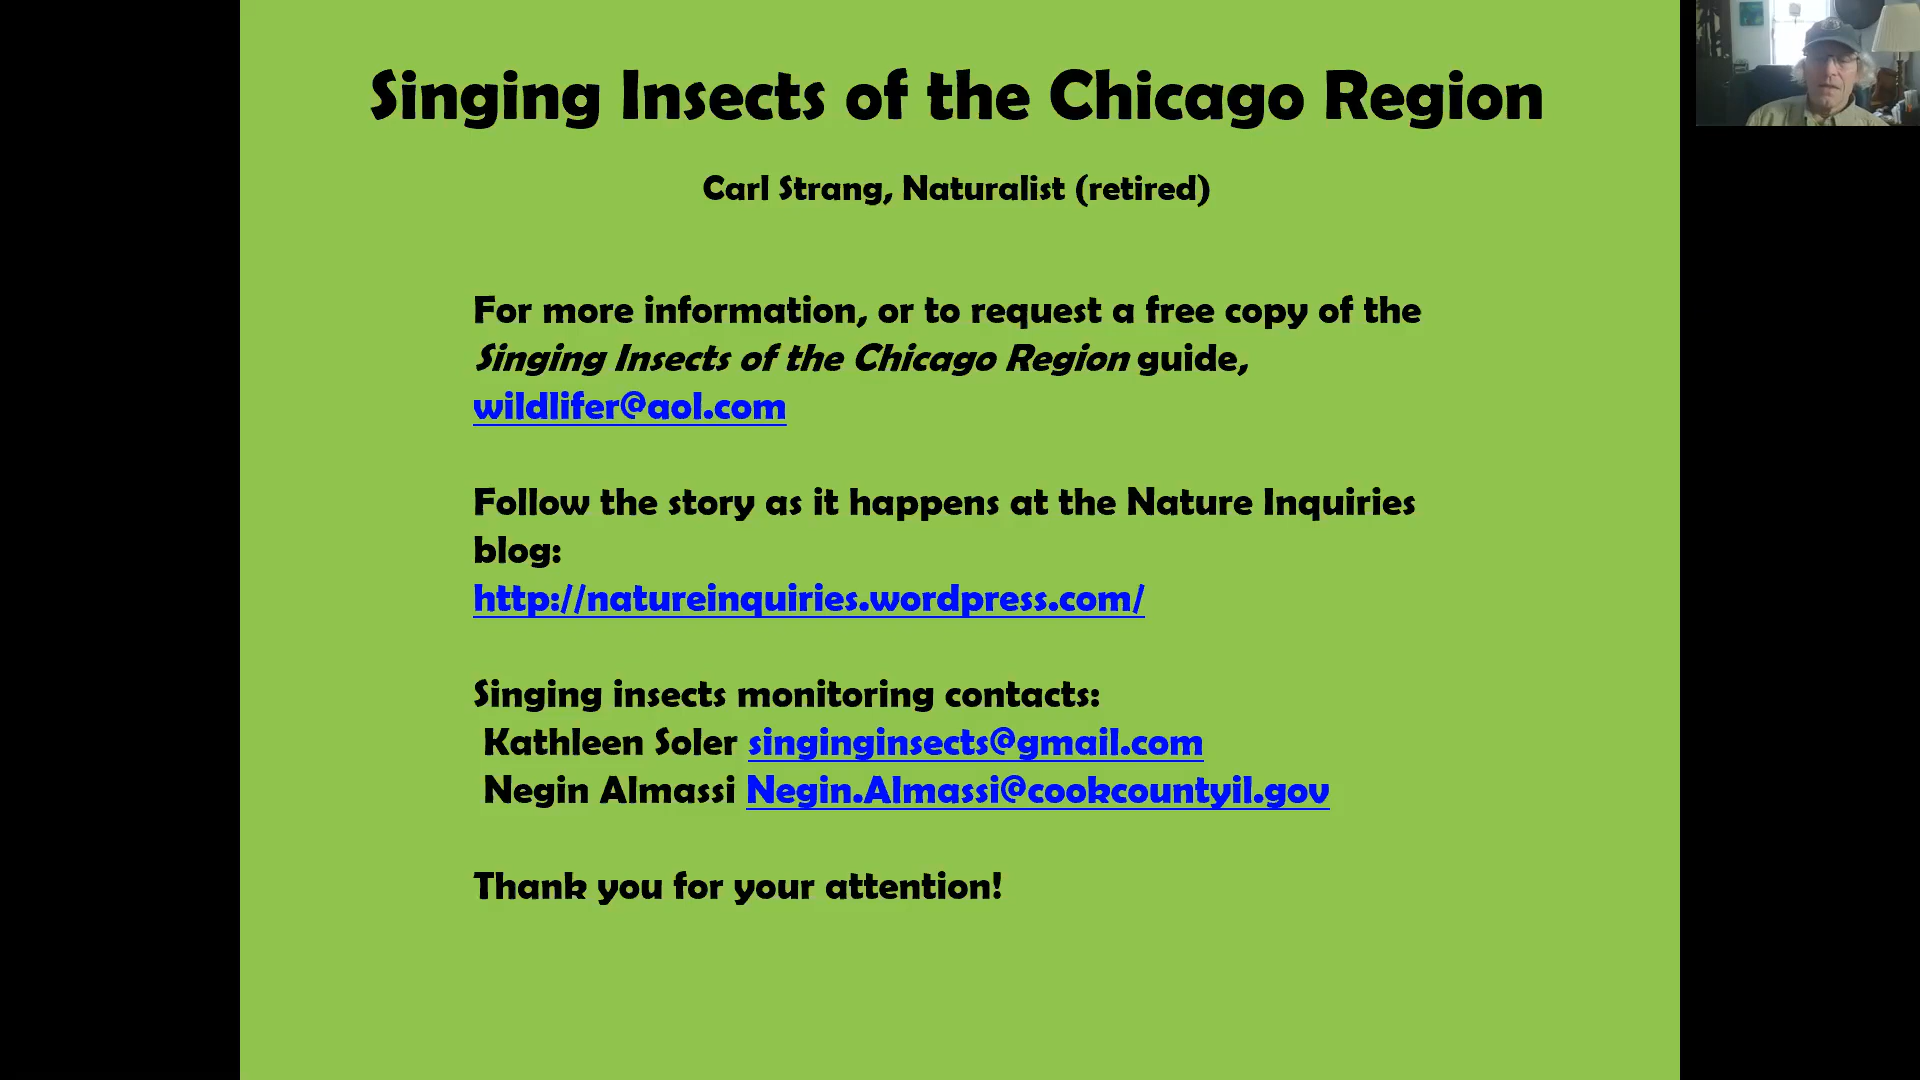 Singing Insects of the Chicago Region
Carl Strang, Naturalist (retired)
For more information, or to request a free copy of the
Singing Insects of the Chicago Region guide,
wildlifer@aol.com
Follow the story as it happens at the Nature Inquiries
blog:
http://natureinquiries.wordpress.com/
Singing insects monitoring contacts:
Kathleen Soler singinginsects@gmail.com
Negin Almassi Negin.Almassi@cookcountyil.gov
Thank you for your attention!